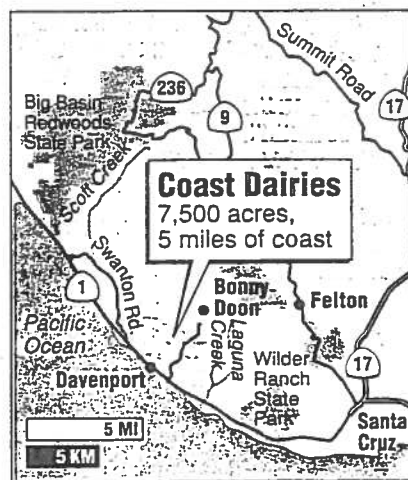 Summit Road
236
17
9
Big Basin
Redwoods
State Park
Scott Creek
Coast Dairies
7,500 acres,
5 miles of coast
Swanton Rd
1
Bonny
Doon
Felton
Pacific
Ocean
Laguna
Creek
Wilder
Ranch
State
Park
17
Davenport
Santa
Cruz
5 MI
5 KM